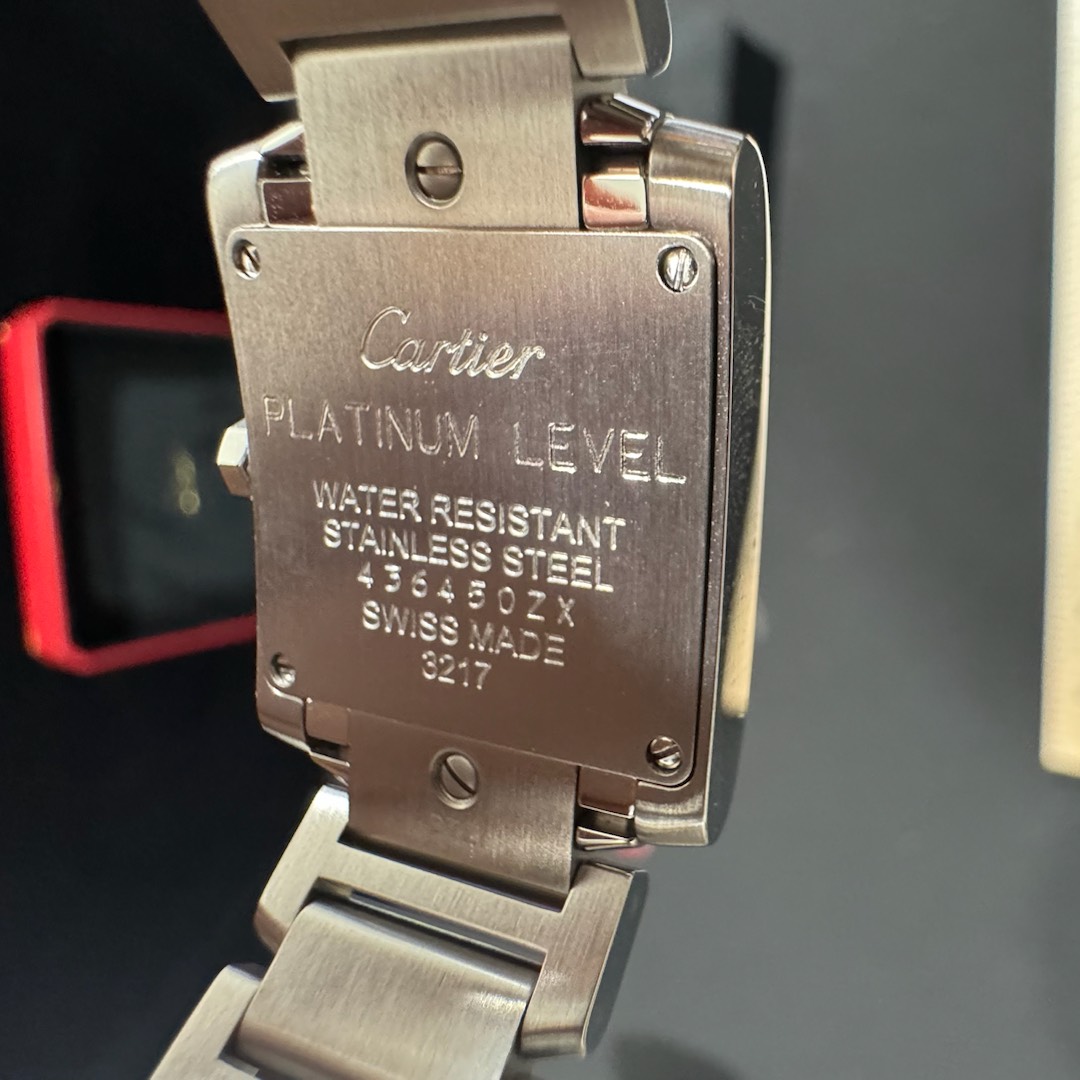 Cartier
PLATINUM LEVEL
WATER RESISTANT
STAINLESS STEEL
436450ZX
SWISS MADE
3217